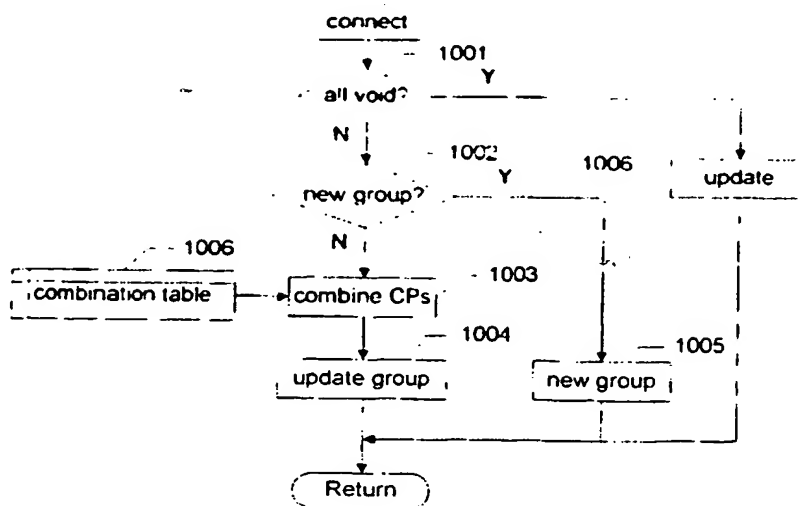 connect
1001
Y
all void?
N
1002
1006
new group?
Y
update
N
1006
1003
combination table
combine CPs
1004
1005
update group
new group
Return